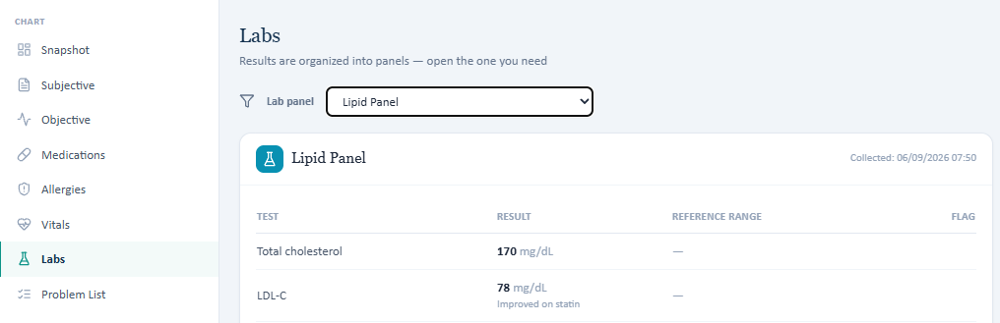 CHART
Snapshot
Subjective
Objective
Medications
Allergies
Vitals
Labs
Problem List
Labs
Results are organized into panels — open the one you need
Lab panel Lipid Panel
Lipid Panel Collected: 06/09/2026 07:50
TEST RESULT REFERENCE RANGE FLAG
Total cholesterol 170 mg/dL —
LDL-C 78 mg/dL —
Improved on statin